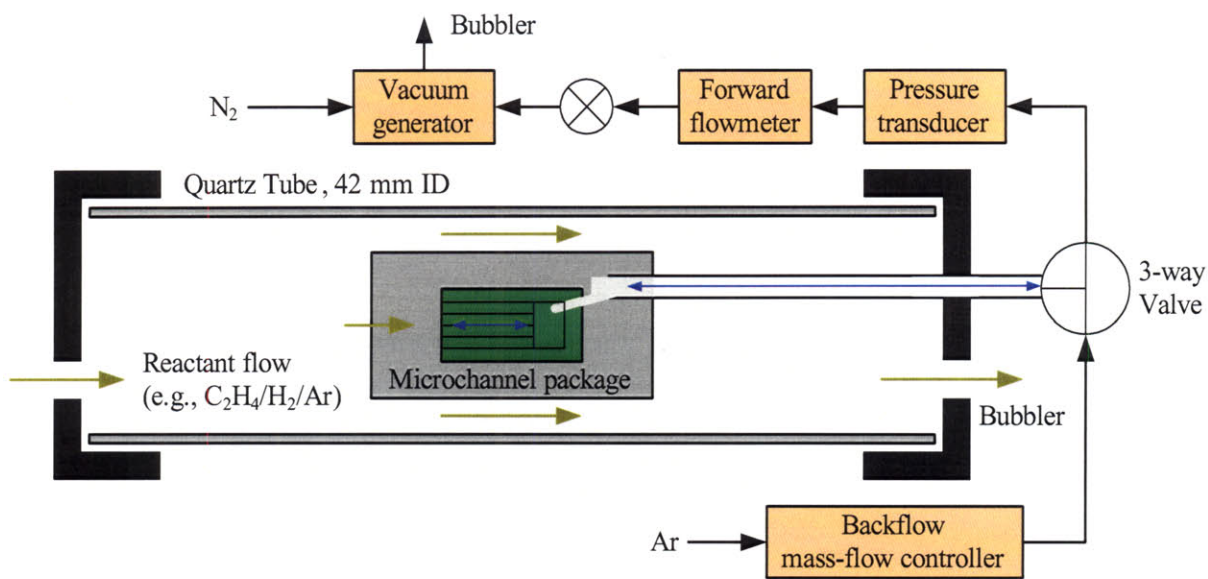 Bubbler
N₂
Vacuum
generator
Forward
flowmeter
Pressure
transducer
Quartz Tube , 42 mm ID
3-way
Valve
Reactant flow
(e.g., C₂H₄/H₂/Ar)
Microchannel package
Bubbler
Ar
Backflow
mass-flow controller